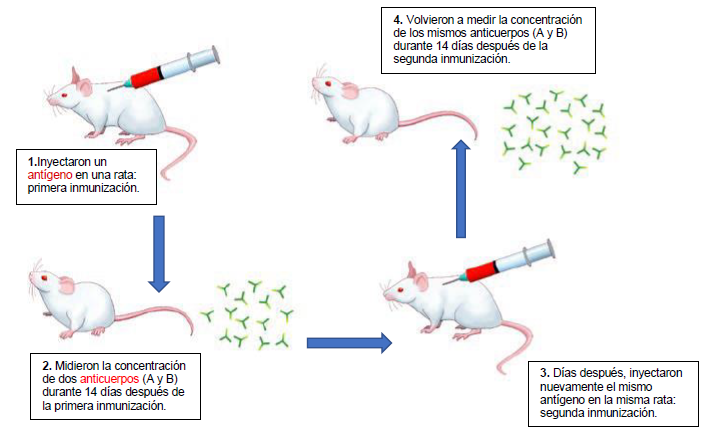 1.Inyectaron un
antígeno en una rata:
primera inmunización.
2. Midieron la concentración
de dos anticuerpos (A y B)
durante 14 días después de
la primera inmunización.
3. Días después, inyectaron
nuevamente el mismo
antígeno en la misma rata:
segunda inmunización.
4. Volvieron a medir la concentración
de los mismos anticuerpos (A y B)
durante 14 días después de la
segunda inmunización.